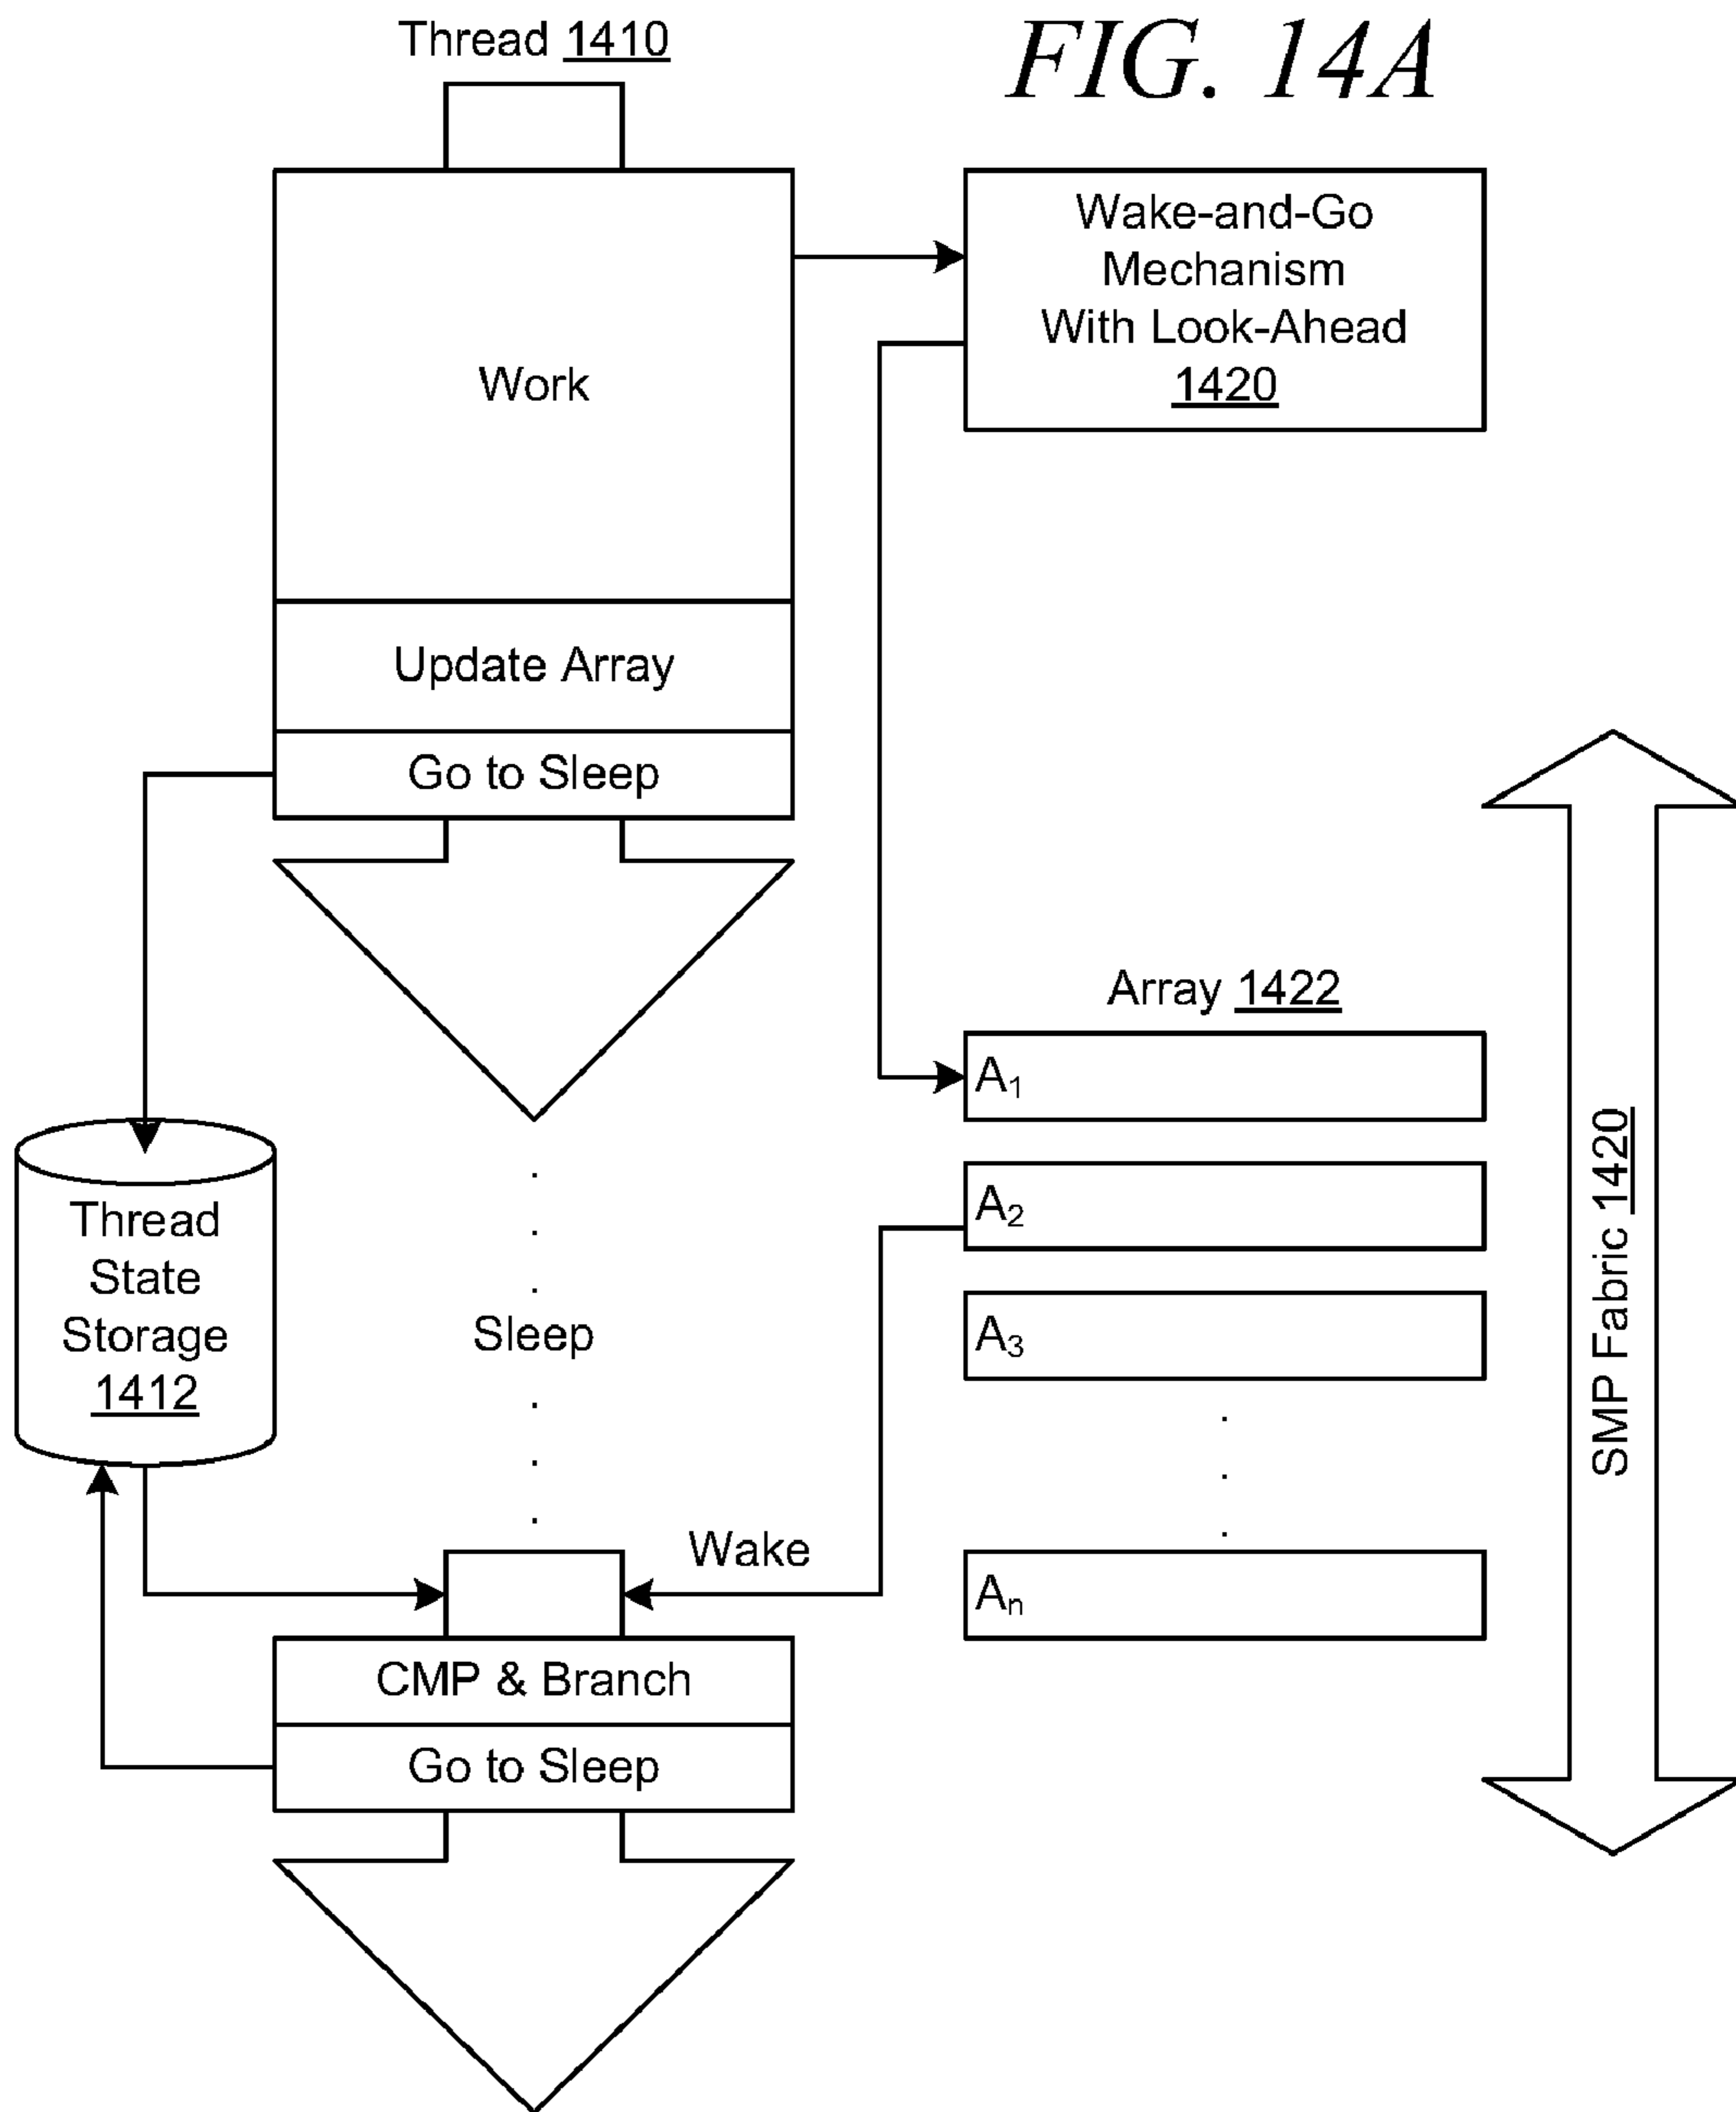 FIG. 14A
Thread 1410
Work
Update Array
Go to Sleep
Wake-and-Go
Mechanism
With Look-Ahead
1420
Array 1422
A₁
A₂
A₃
Aₙ
SMP Fabric 1420
Thread
State
Storage
1412
Sleep
Wake
CMP & Branch
Go to Sleep